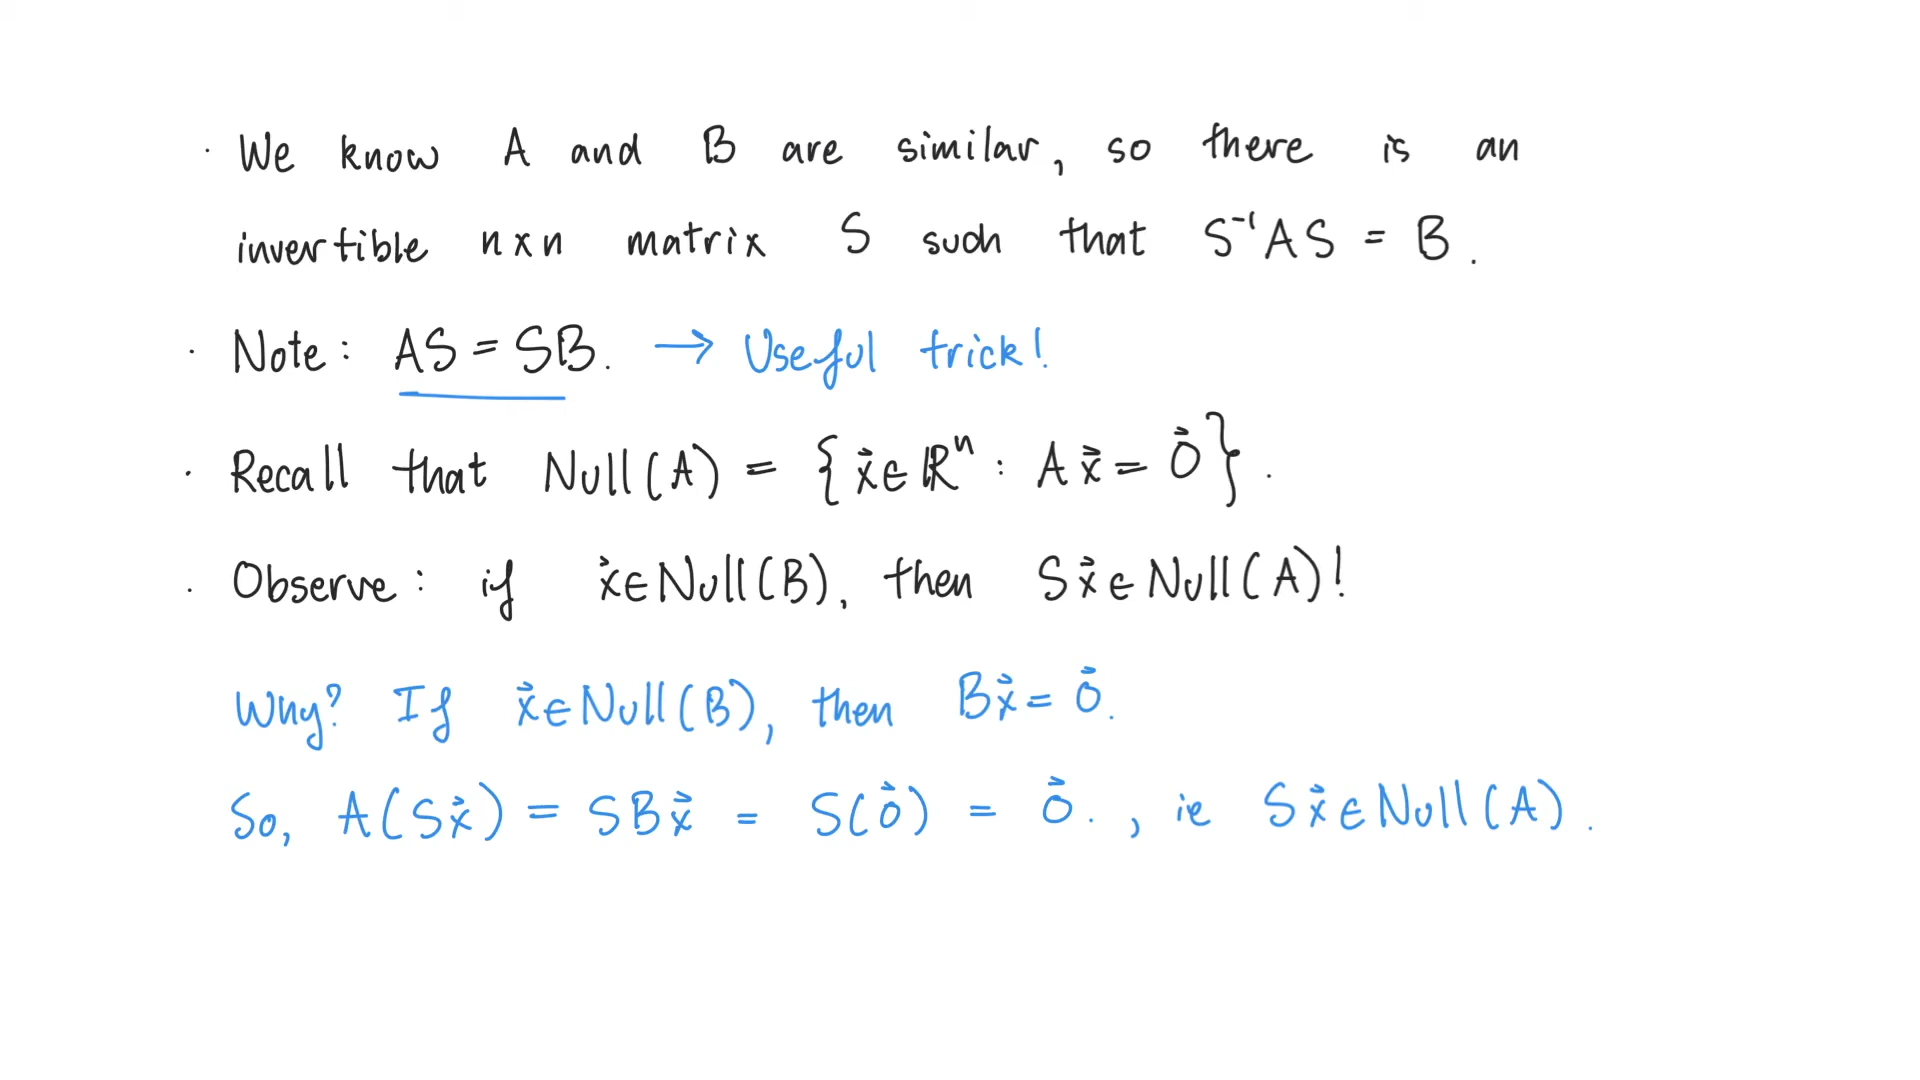 · We know A and B are similar, so there is an
invertible n×n matrix S such that S⁻¹AS = B.
· Note: AS = SB. → Useful trick!
· Recall that Null(A) = {x⃗∈ℝⁿ : Ax⃗ = 0⃗}.
· Observe: if x⃗∈Null(B), then Sx⃗∈Null(A)!
Why? If x⃗∈Null(B), then Bx⃗ = 0⃗.
So, A(Sx⃗) = SBx⃗ = S(0⃗) = 0⃗. , ie Sx⃗∈Null(A).